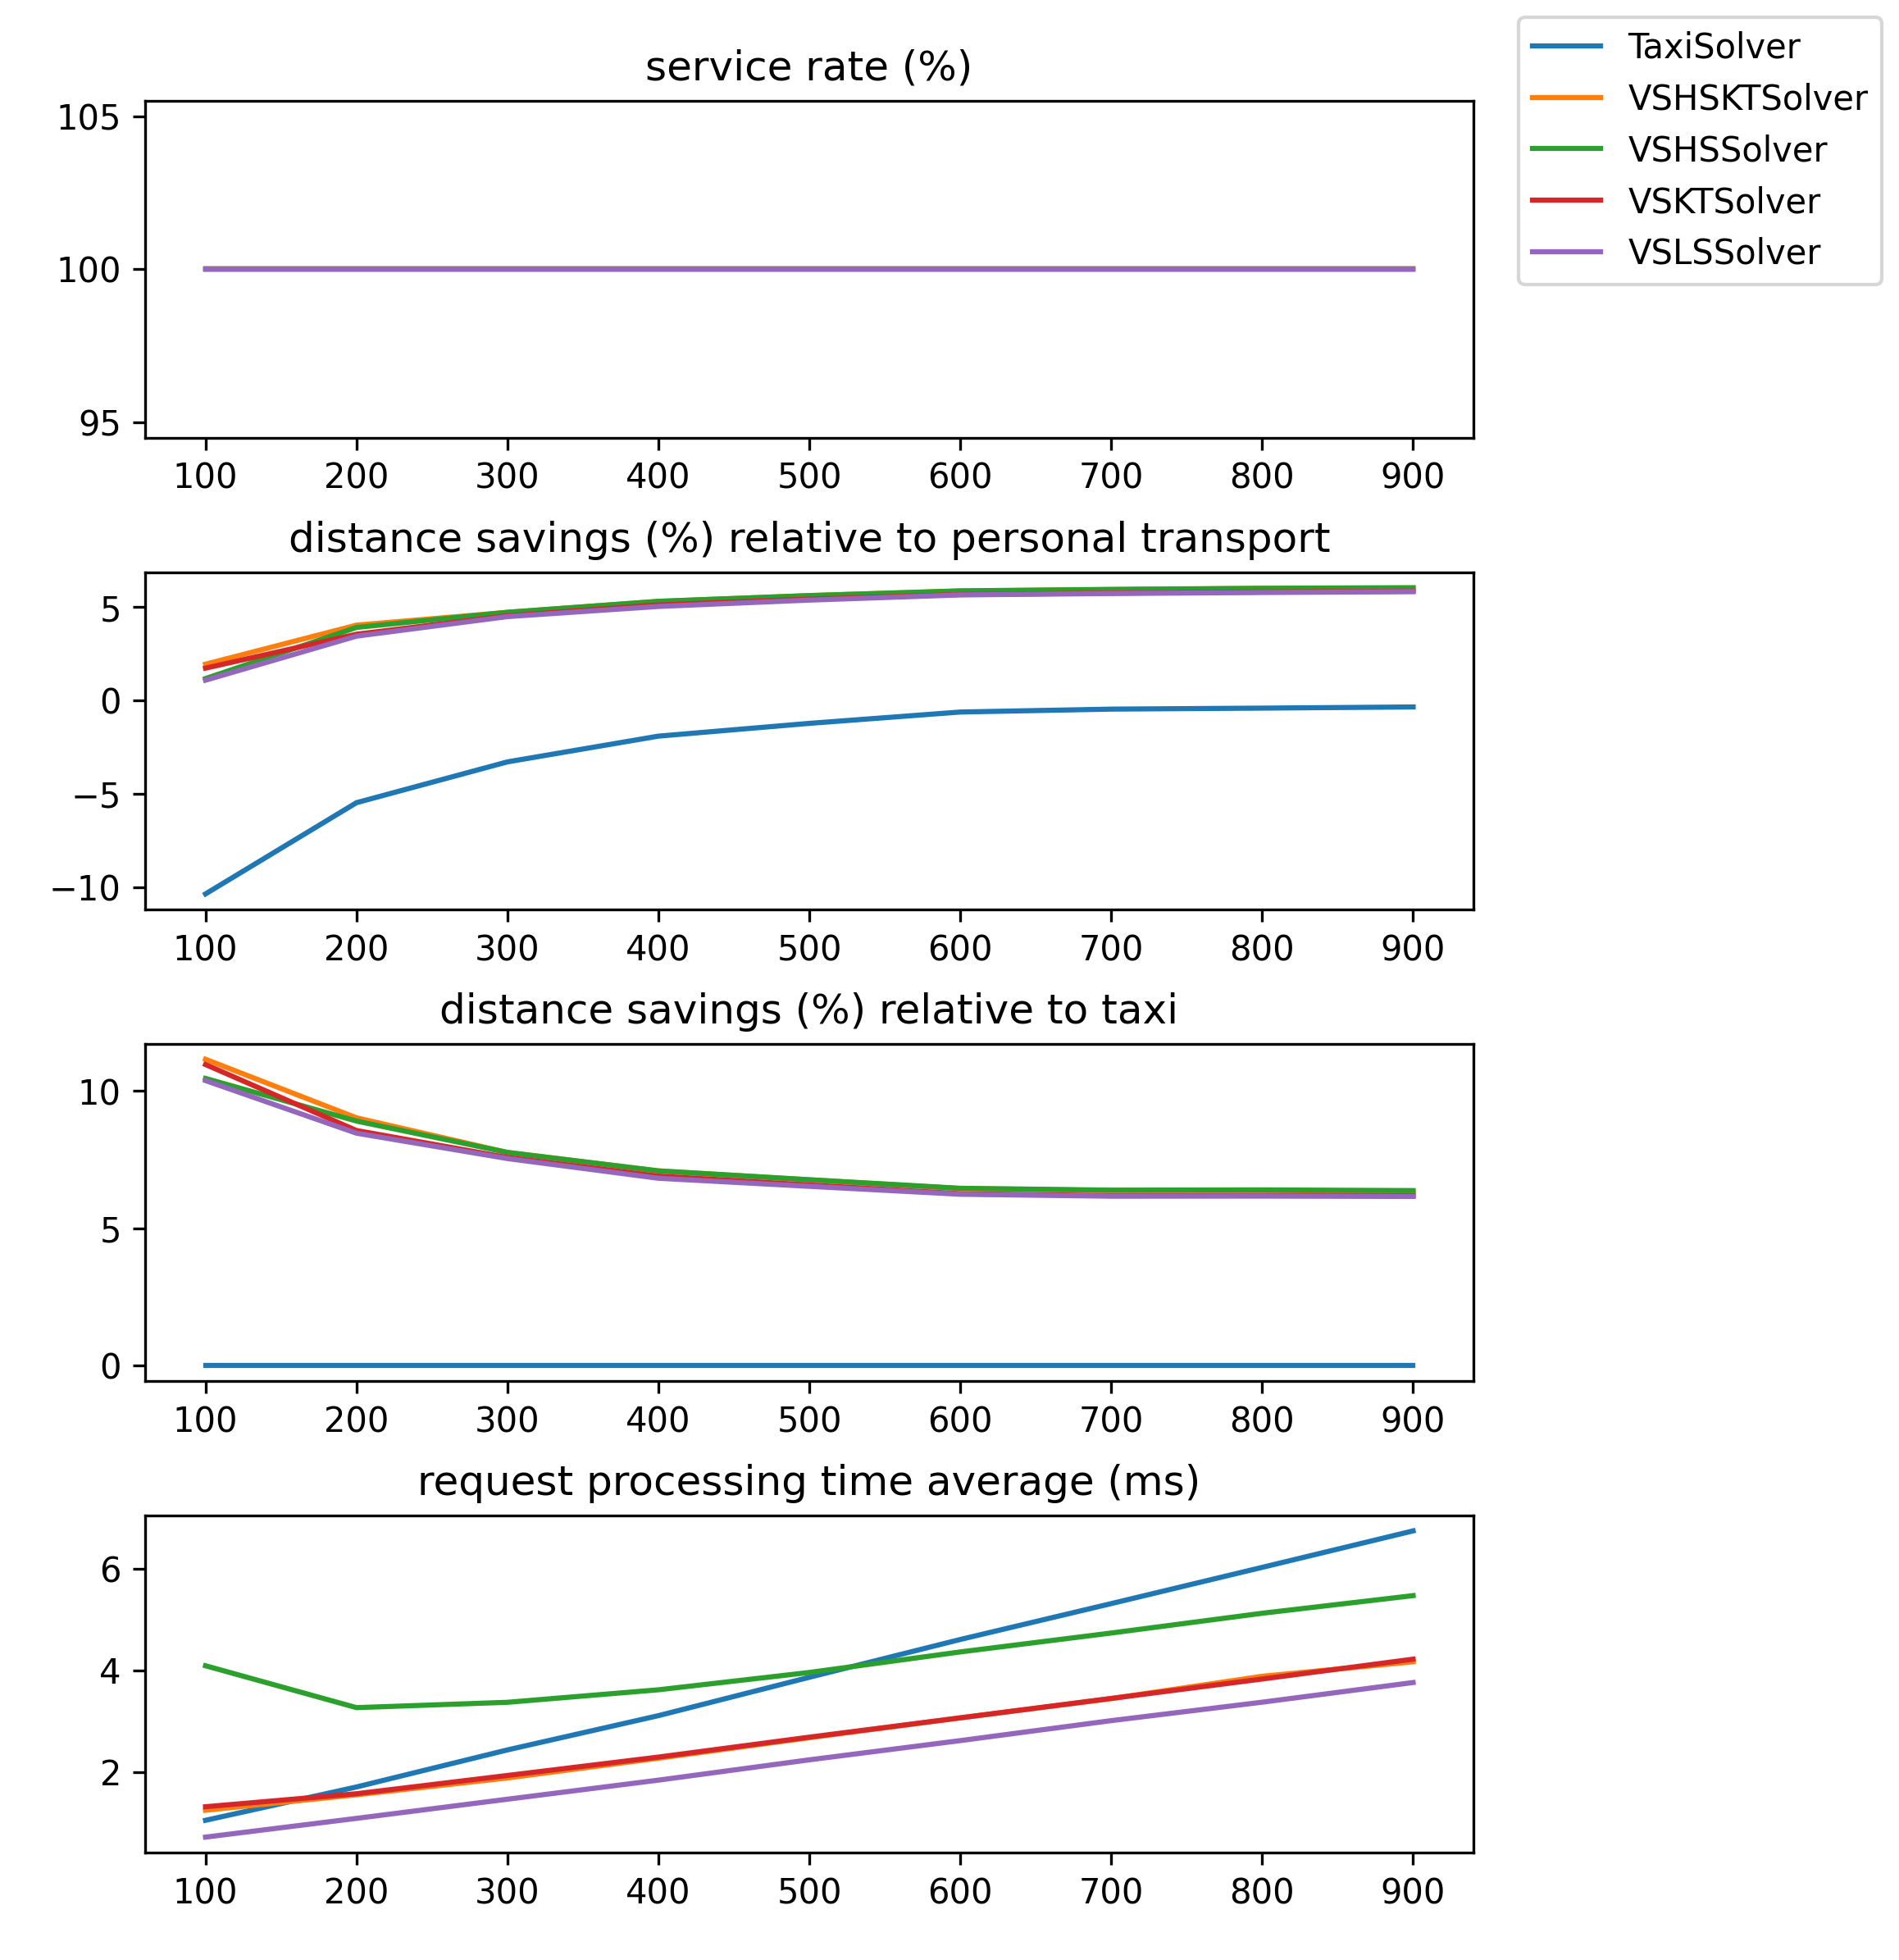 TaxiSolver
VSHSKTSolver
VSHSSolver
VSKTSolver
VSLSSolver
service rate (%)
105
100
95
100 200 300 400 500 600 700 800 900
distance savings (%) relative to personal transport
5
0
−5
−10
100 200 300 400 500 600 700 800 900
distance savings (%) relative to taxi
10
5
0
100 200 300 400 500 600 700 800 900
request processing time average (ms)
6
4
2
100 200 300 400 500 600 700 800 900